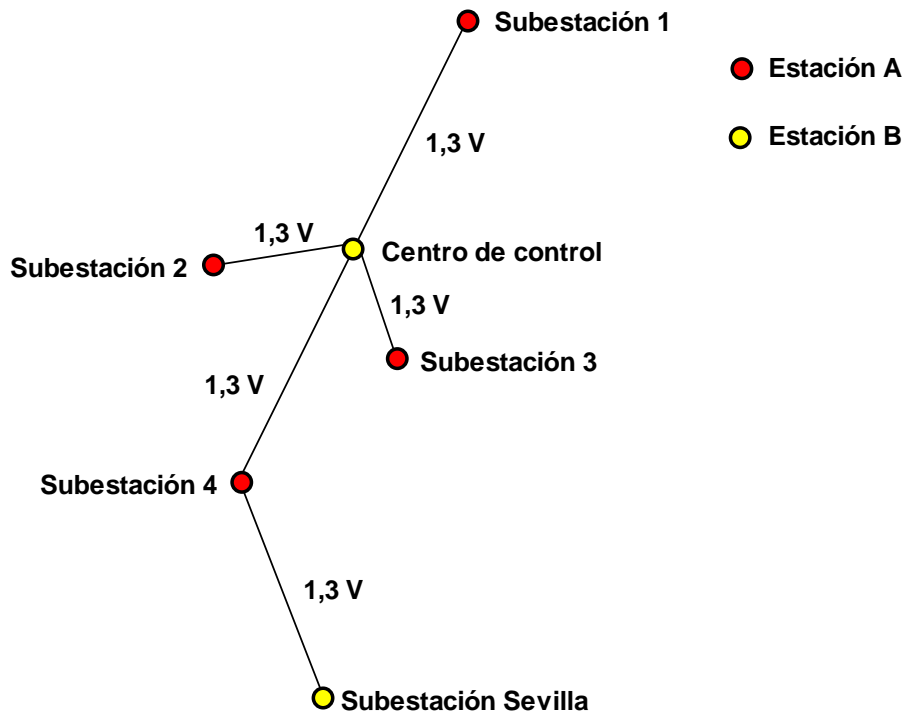 Subestación 1
Estación A
Estación B
1,3 V
1,3 V
Centro de control
Subestación 2
1,3 V
Subestación 3
1,3 V
Subestación 4
1,3 V
Subestación Sevilla